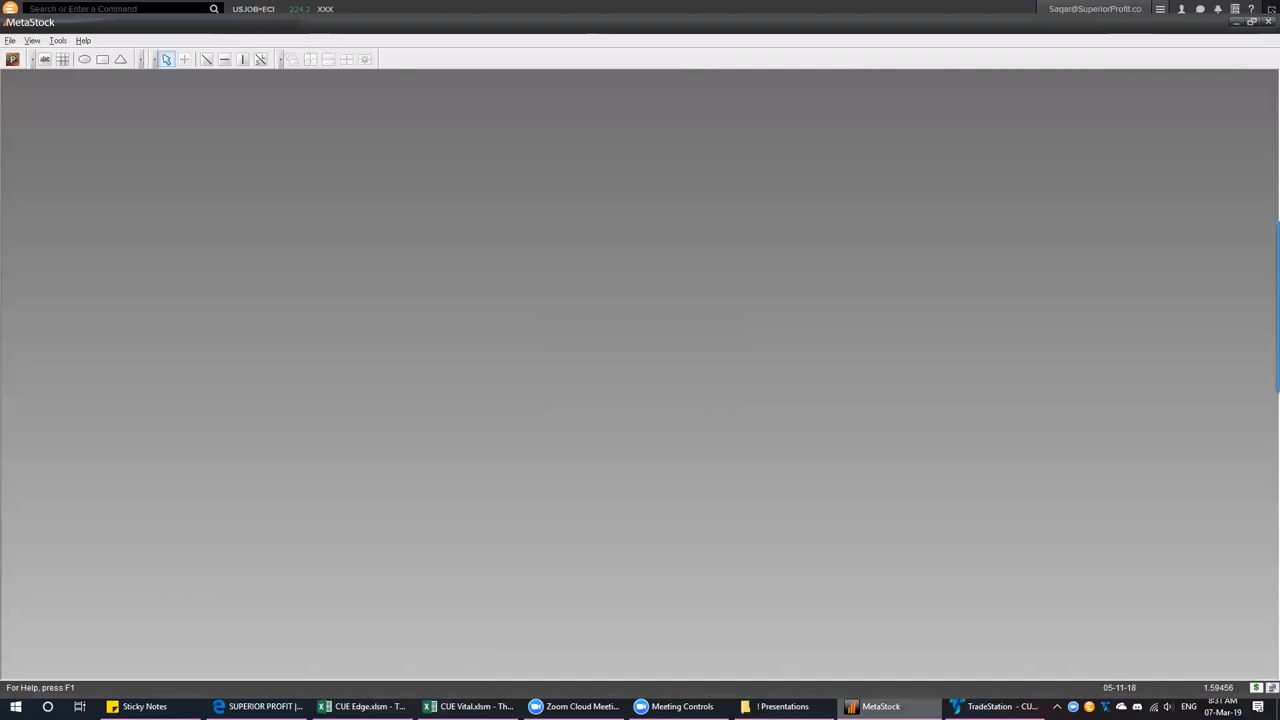 Search or Enter a Command
USJOB=ECI 224.2 XXX
Sagar@SuperiorProfit.co
MetaStock
File View Tools Help
P abc
For Help, press F1
05-11-18
1.59456
Sticky Notes
SUPERIOR PROFIT |...
CUE Edge.xlsm - T...
CUE Vital.xlsm - Th...
Zoom Cloud Meeti...
Meeting Controls
! Presentations
MetaStock
TradeStation - CU...
ENG
8:31 AM
07-Mar-19